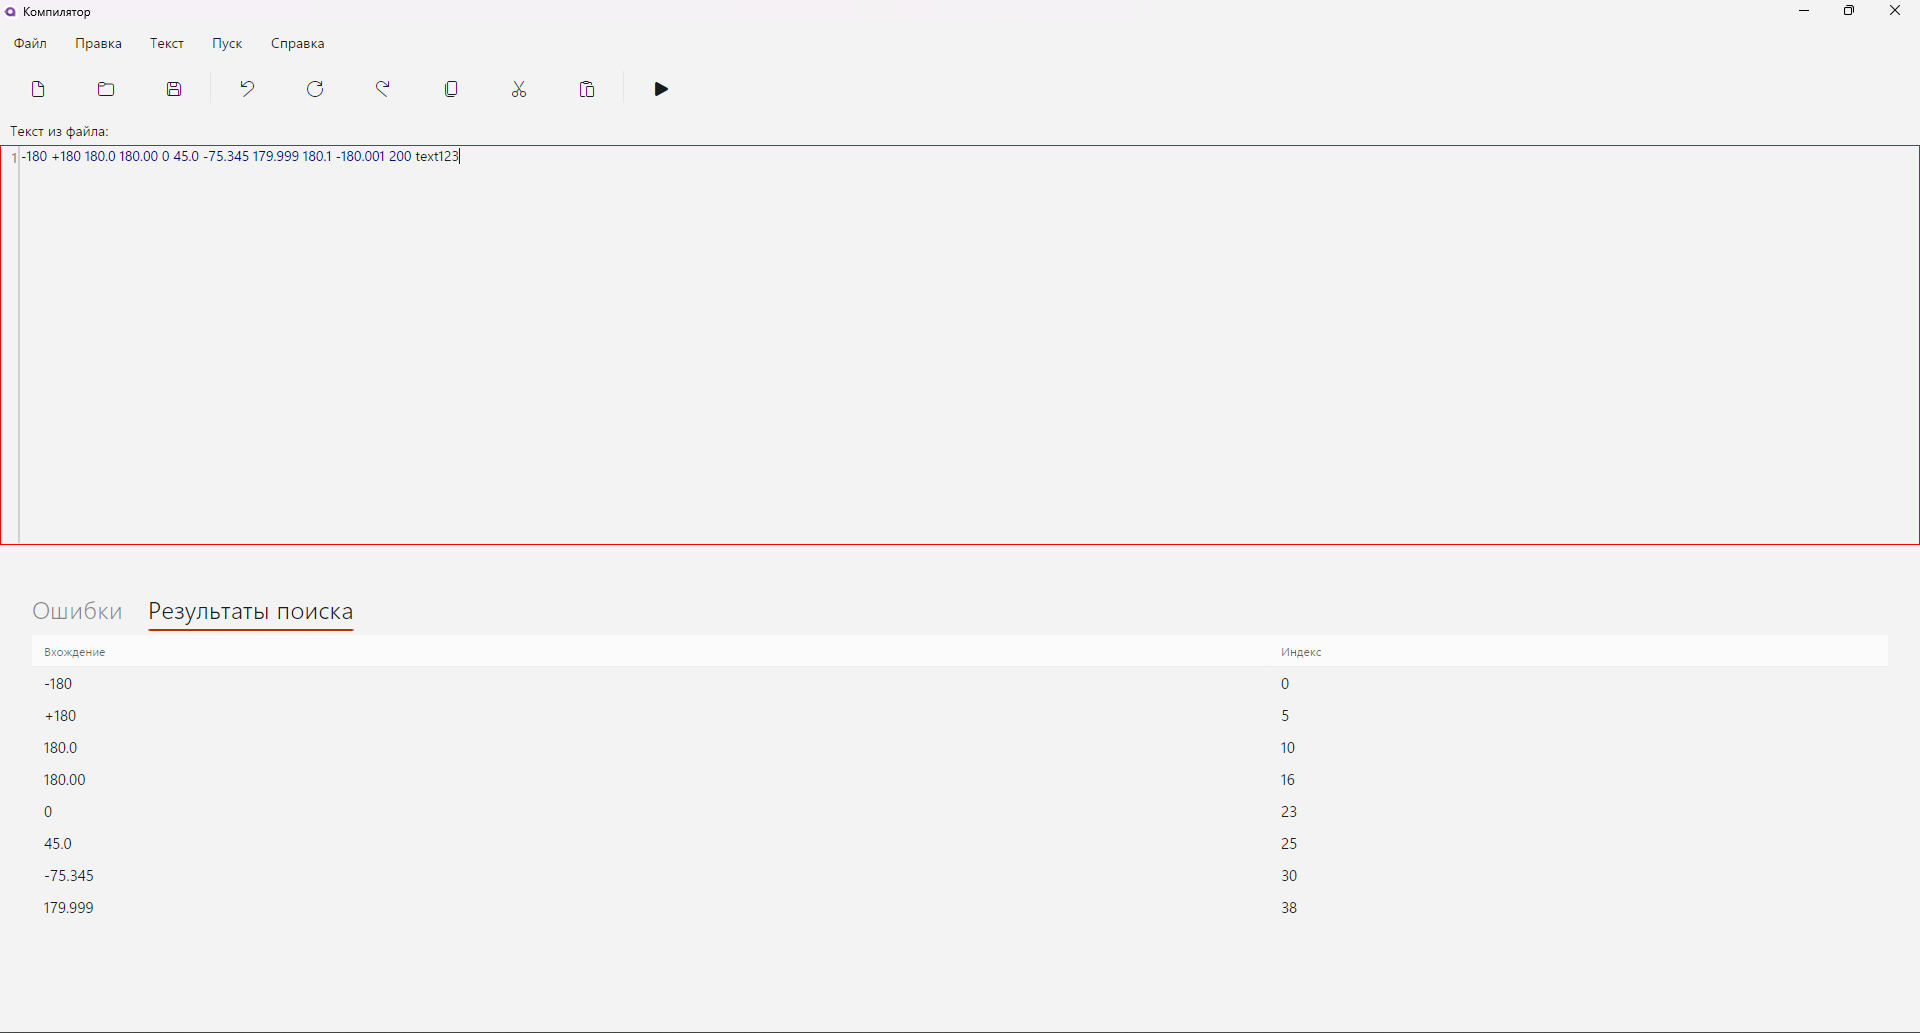 Компилятор
Файл Правка Текст Пуск Справка
Текст из файла:
1 -180 +180 180.0 180.00 0 45.0 -75.345 179.999 180.1 -180.001 200 text123
Ошибки Результаты поиска
Вхождение Индекс
-180 0
+180 5
180.0 10
180.00 16
0 23
45.0 25
-75.345 30
179.999 38